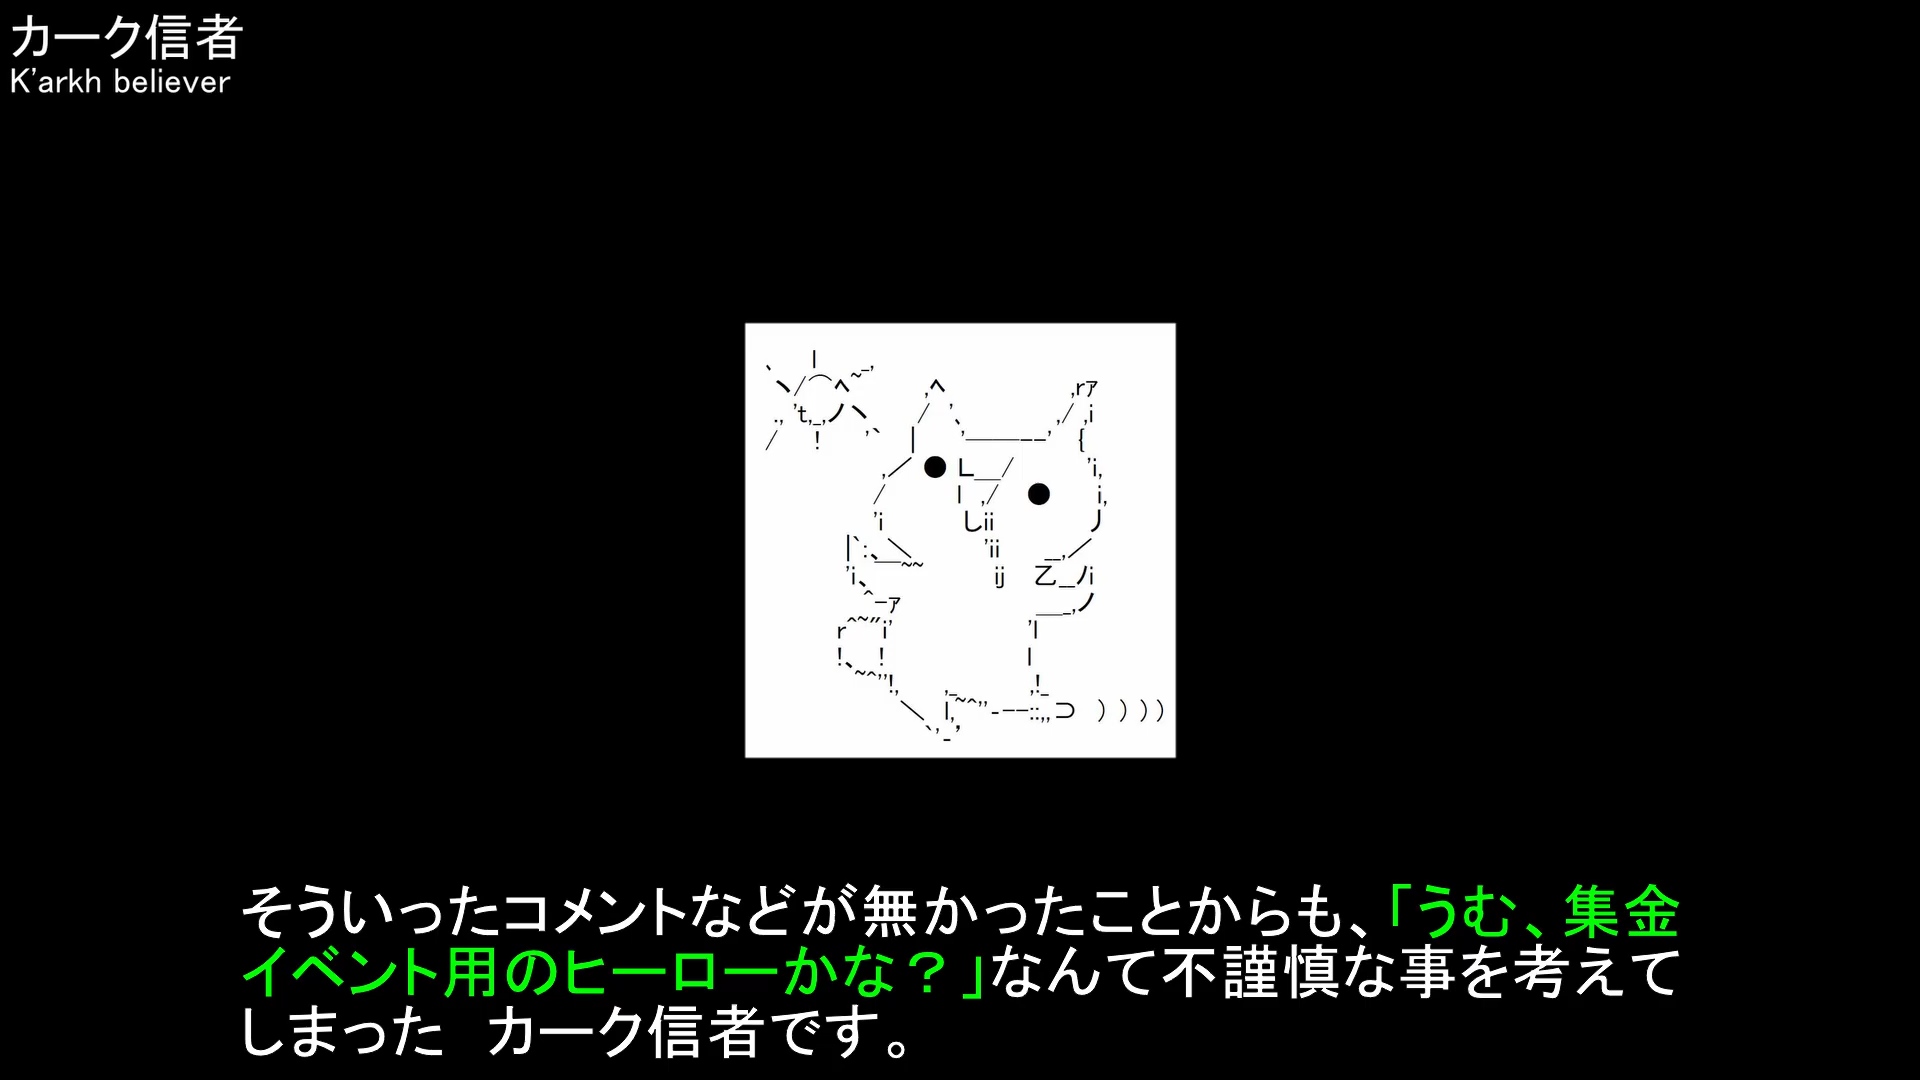 カーク信者
K'arkh believer
そういったコメントなどが無かったことからも、「うむ、集金
イベント用のヒーローかな？」なんて不謹慎な事を考えて
しまった　カーク信者です。